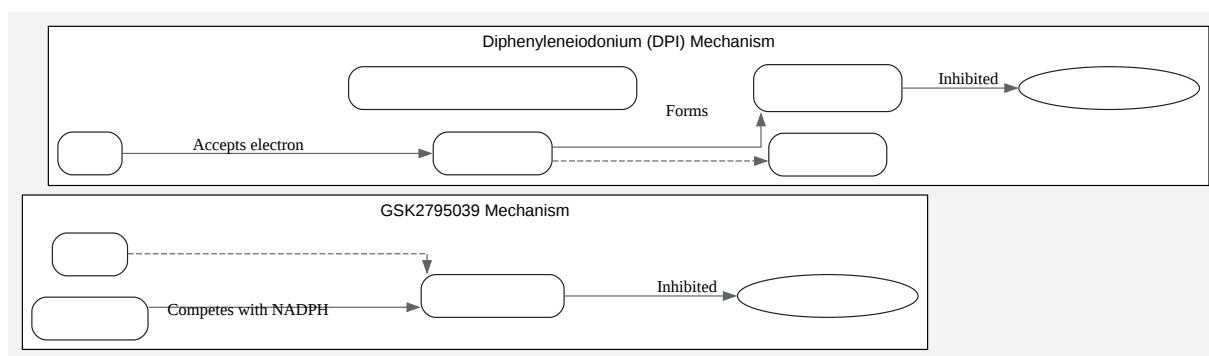 Diphenyleneiodonium (DPI) Mechanism
Inhibited
Forms
Accepts electron
GSK2795039 Mechanism
Inhibited
Competes with NADPH